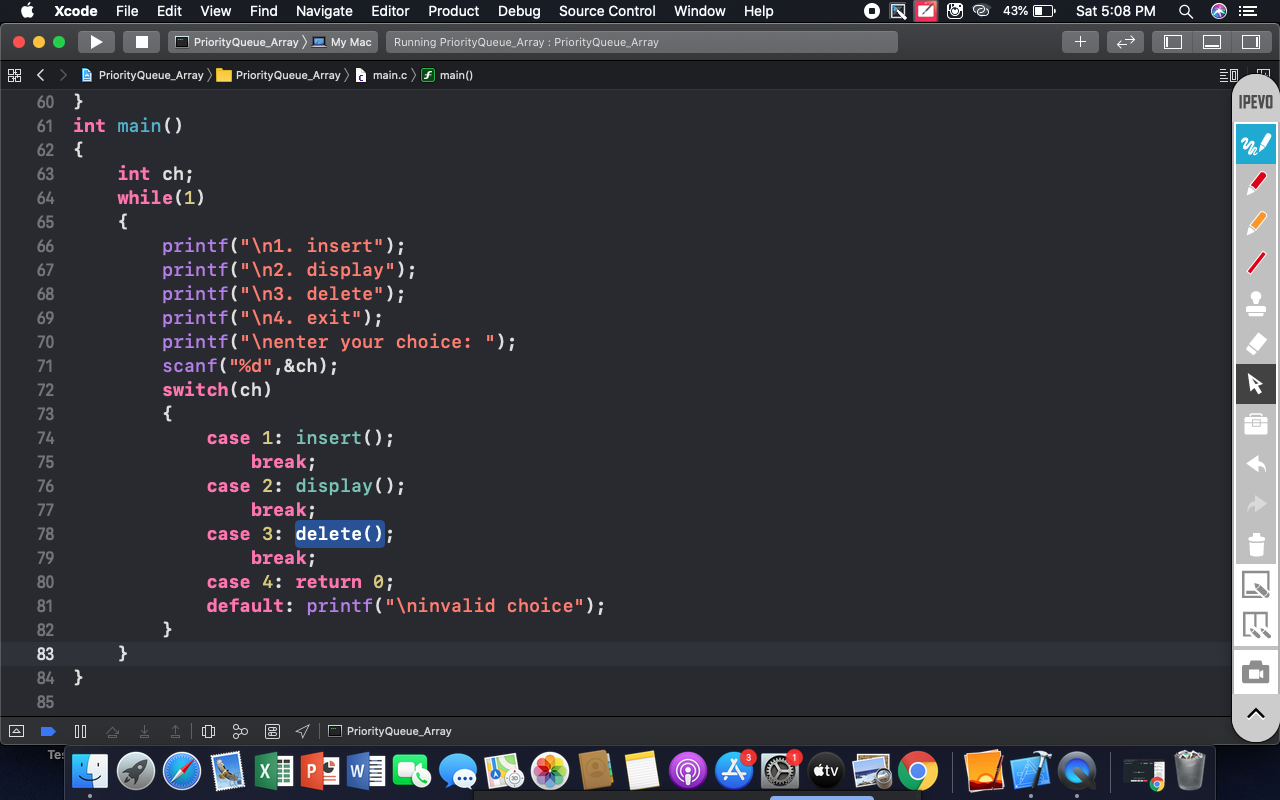 Xcode File Edit View Find Navigate Editor Product Debug Source Control Window Help 43% Sat 5:08 PM
PriorityQueue_Array 〉 My Mac Running PriorityQueue_Array : PriorityQueue_Array
PriorityQueue_Array 〉 PriorityQueue_Array 〉 main.c 〉 main()
IPEVO
60 }
61 int main()
62 {
63     int ch;
64     while(1)
65     {
66         printf("\n1. insert");
67         printf("\n2. display");
68         printf("\n3. delete");
69         printf("\n4. exit");
70         printf("\nenter your choice: ");
71         scanf("%d",&ch);
72         switch(ch)
73         {
74             case 1: insert();
75                 break;
76             case 2: display();
77                 break;
78             case 3: delete();
79                 break;
80             case 4: return 0;
81             default: printf("\ninvalid choice");
82         }
83     }
84 }
85
PriorityQueue_Array
3
1
tv